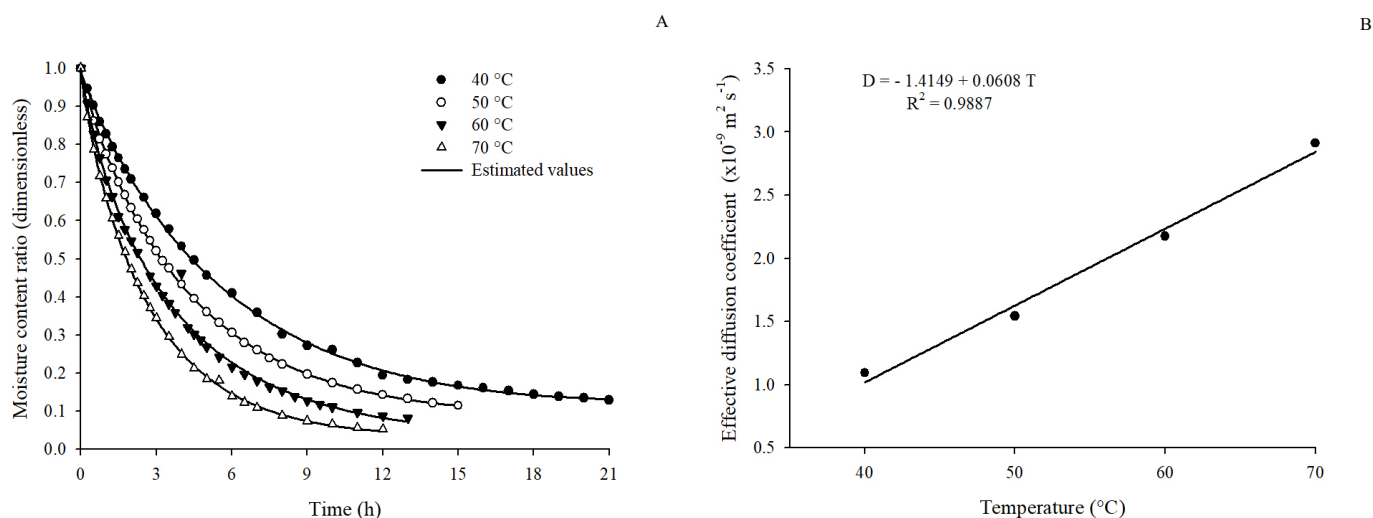 A
Moisture content ratio (dimensionless)
1.0
0.9
0.8
0.7
0.6
0.5
0.4
0.3
0.2
0.1
0.0
40 °C
50 °C
60 °C
70 °C
Estimated values
0 3 6 9 12 15 18 21
Time (h)
B
Effective diffusion coefficient (x10⁻⁹ m² s⁻¹)
3.5
3.0
2.5
2.0
1.5
1.0
0.5
D = - 1.4149 + 0.0608 T
R² = 0.9887
40 50 60 70
Temperature (°C)